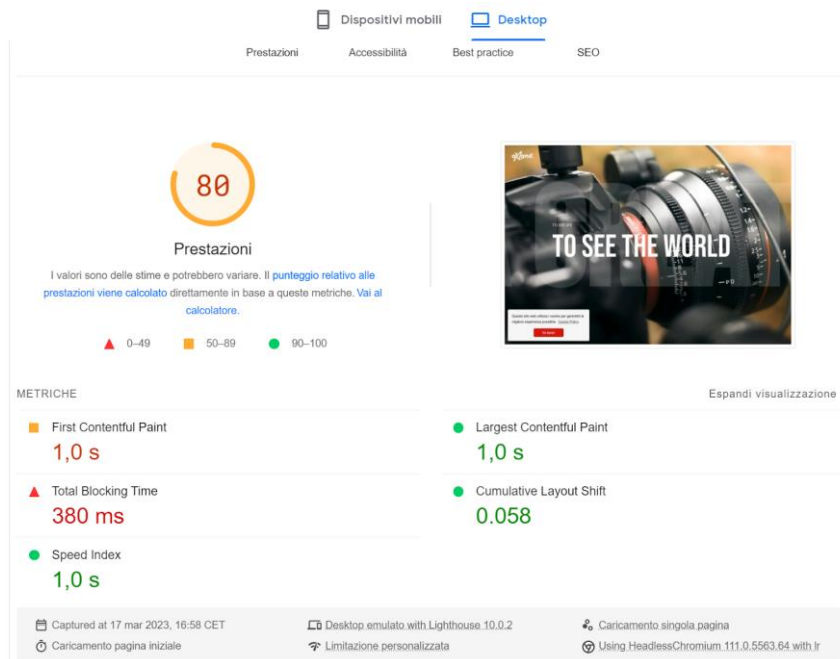 Dispositivi mobili
Desktop
Prestazioni
Accessibilità
Best practice
SEO
80
Prestazioni
I valori sono delle stime e potrebbero variare. Il punteggio relativo alle
prestazioni viene calcolato direttamente in base a queste metriche. Vai al
calcolatore.
0–49
50–89
90–100
GREAT
TO SEE THE WORLD
Cookie Policy
METRICHE
Espandi visualizzazione
First Contentful Paint
1,0 s
Largest Contentful Paint
1,0 s
Total Blocking Time
380 ms
Cumulative Layout Shift
0.058
Speed Index
1,0 s
Captured at 17 mar 2023, 16:58 CET
Desktop emulato with Lighthouse 10.0.2
Caricamento singola pagina
Caricamento pagina iniziale
Limitazione personalizzata
Using HeadlessChromium 111.0.5563.64 with lr